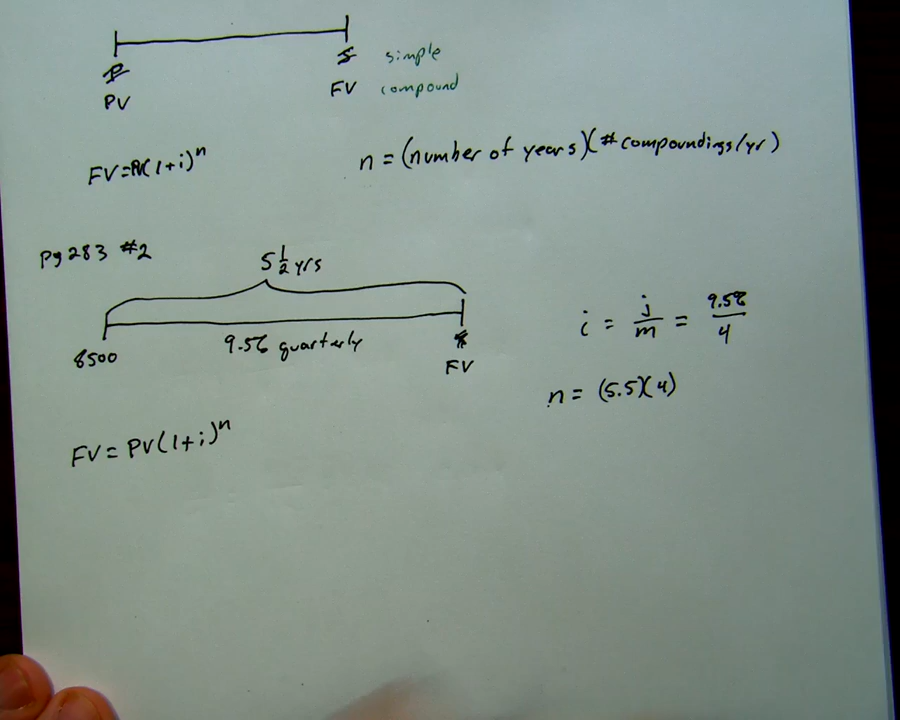 P S simple
PV FV compound
FV=PV(1+i)^n n = (number of years)(# compoundings/yr)
Pg 283 #2
5 1/2 yrs
8500 9.5% quarterly
FV
i = j/m = 9.5%/4
n = (5.5)(4)
FV = PV(1+i)^n